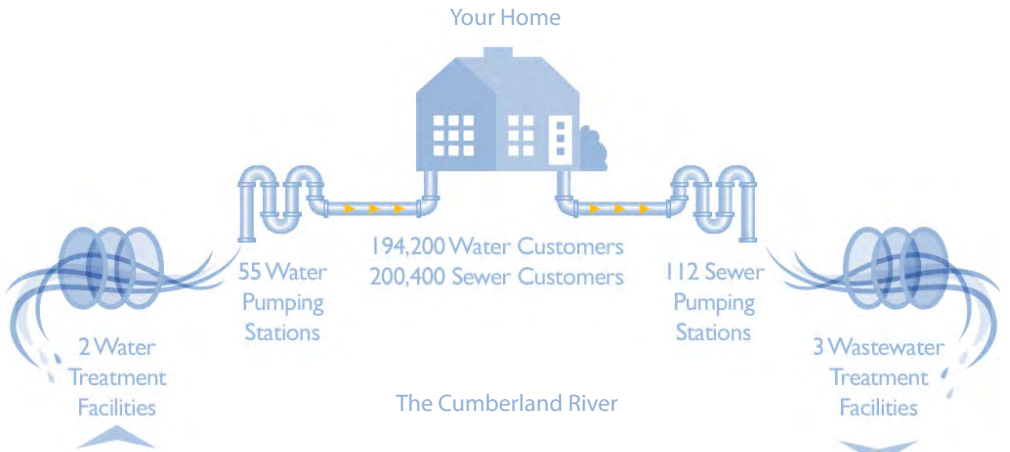 Your Home
194,200 Water Customers
200,400 Sewer Customers
55 Water
Pumping
Stations
112 Sewer
Pumping
Stations
2 Water
Treatment
Facilities
3 Wastewater
Treatment
Facilities
The Cumberland River